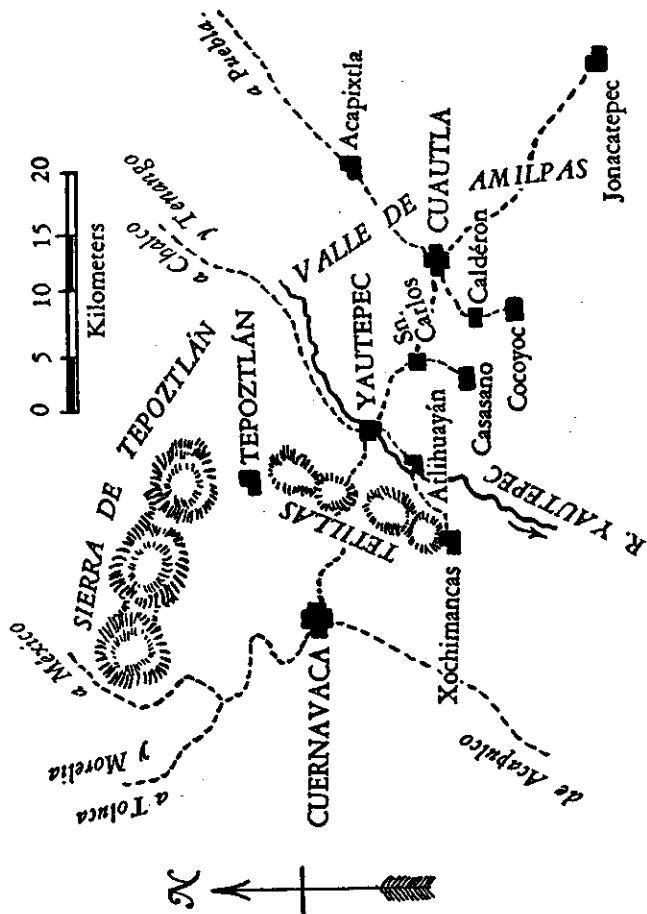 N
a Toluca
y Morelia
a México
SIERRA DE TEPOZTLÁN
0 5 10 15 20
Kilometers
a Chalco
y Tenango
a Puebla
TEPOZTLÁN
TETILLAS
CUERNAVACA
YAUTEPEC
VALLE DE
AMILPAS
Acapixtla
Sn.
Carlos
CUAUTLA
Atlihuayán
Casasano
Caldéron
Cocoyoc
Xochimancas
R. YAUTEPEC
Jonacatepec
de Acapulco